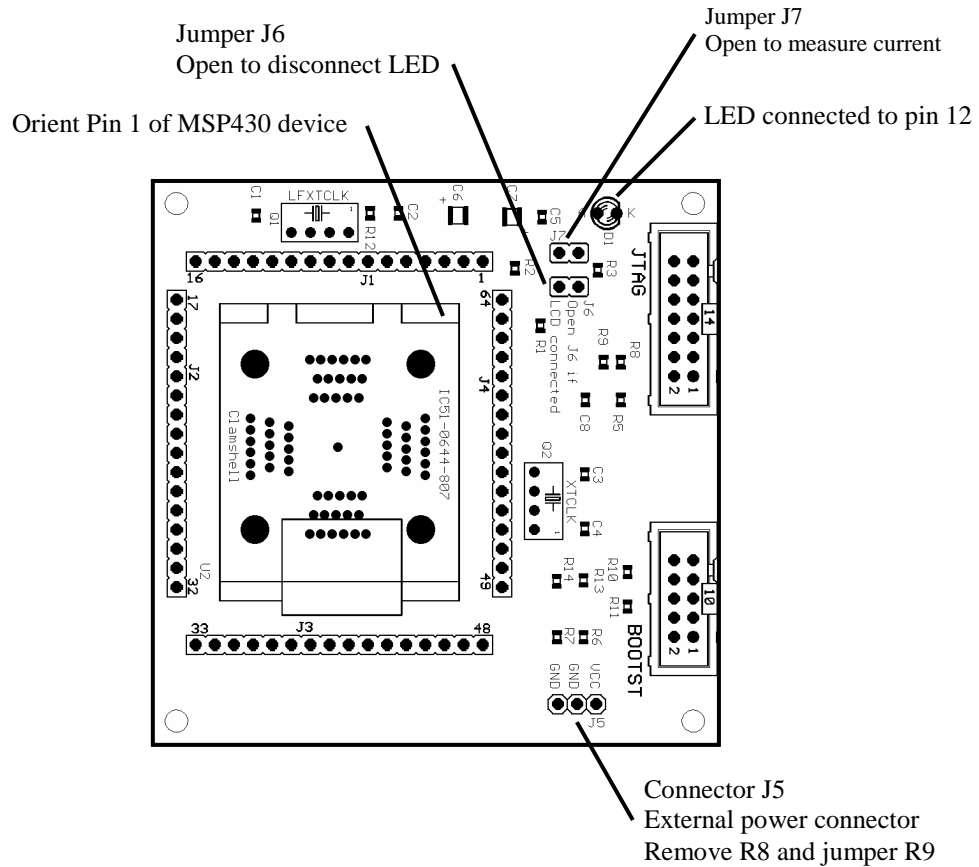 Jumper J6
Open to disconnect LED
Jumper J7
Open to measure current
Orient Pin 1 of MSP430 device
LED connected to pin 12
C1
Q1
LFXTCLK
1
R12
C2
C6
+
C7
+
C5
K
D1
J7
R2
R3
16
J1
1
J6
Open J6 if
LCD connected
R1
JTAG
14
2
1
17
J2
64
J4
R9
R8
C8
R5
Clamshell
IC51-0644-807
Q2
XTCLK
1
C3
C4
U2
32
49
R14
R13
R10
R11
10
2
1
33
J3
48
R7
R6
BOOTST
GND
GND
VCC
J5
Connector J5
External power connector
Remove R8 and jumper R9